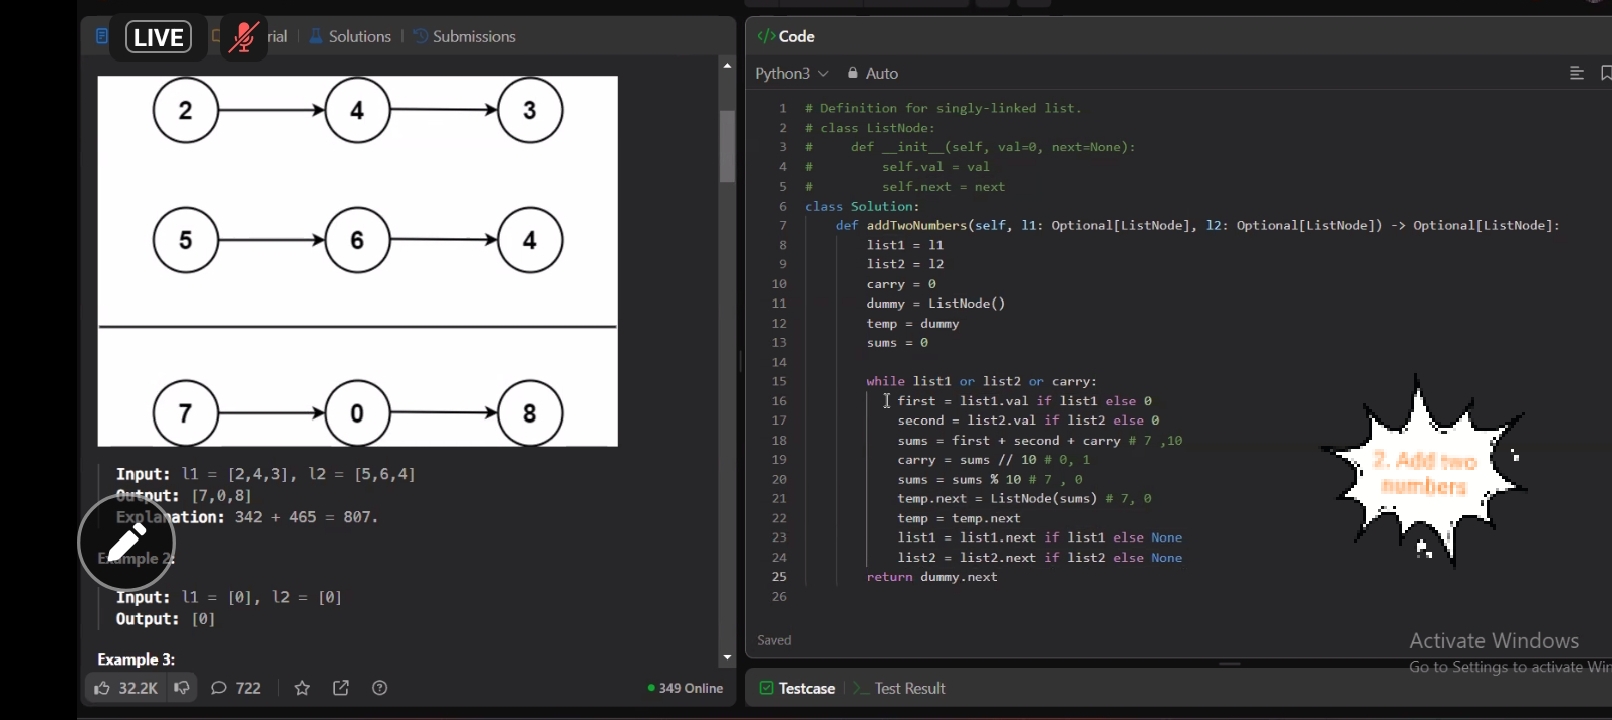 LIVE
rial
Solutions
Submissions
2 4 3
5 6 4
7 0 8
Input: l1 = [2,4,3], l2 = [5,6,4]
Output: [7,0,8]
Explanation: 342 + 465 = 807.
Example 2:
Input: l1 = [0], l2 = [0]
Output: [0]
Example 3:
32.2K
722
349 Online
</>Code
Python3
Auto
1 # Definition for singly-linked list.
2 # class ListNode:
3 #     def __init__(self, val=0, next=None):
4 #         self.val = val
5 #         self.next = next
6 class Solution:
7     def addTwoNumbers(self, l1: Optional[ListNode], l2: Optional[ListNode]) -> Optional[ListNode]:
8         list1 = l1
9         list2 = l2
10         carry = 0
11         dummy = ListNode()
12         temp = dummy
13         sums = 0
14
15         while list1 or list2 or carry:
16             first = list1.val if list1 else 0
17             second = list2.val if list2 else 0
18             sums = first + second + carry # 7 ,10
19             carry = sums // 10 # 0, 1
20             sums = sums % 10 # 7 , 0
21             temp.next = ListNode(sums) # 7, 0
22             temp = temp.next
23             list1 = list1.next if list1 else None
24             list2 = list2.next if list2 else None
25         return dummy.next
26
2. Add two
numbers
Saved
Activate Windows
Go to Settings to activate Win
Testcase
Test Result